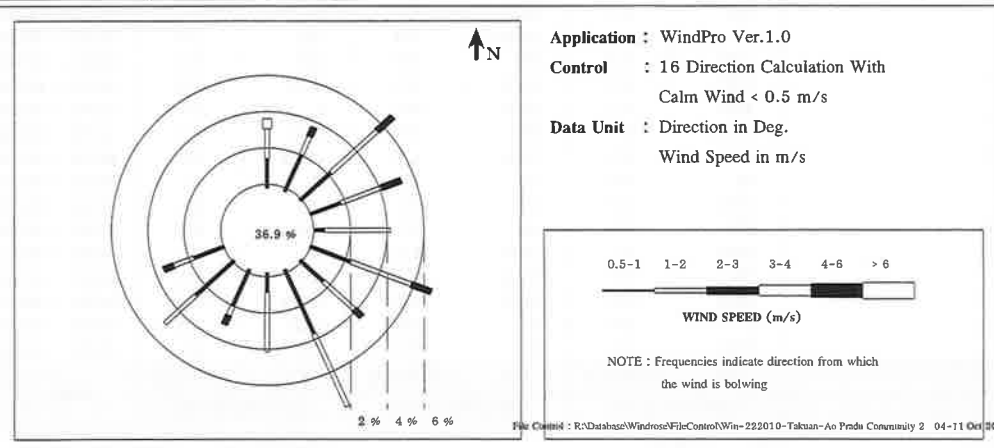 N
36.9 %
2 % 4 % 6 %
Application : WindPro Ver.1.0
Control : 16 Direction Calculation With
Calm Wind < 0.5 m/s
Data Unit : Direction in Deg.
Wind Speed in m/s
0.5-1 1-2 2-3 3-4 4-6 > 6
WIND SPEED (m/s)
NOTE : Frequencies indicate direction from which
the wind is bolwing
File Control : R:\Database\Windrose\FileControl\Win-222010-Takuan-Ao Pradu Community 2 04-11 Oct 20